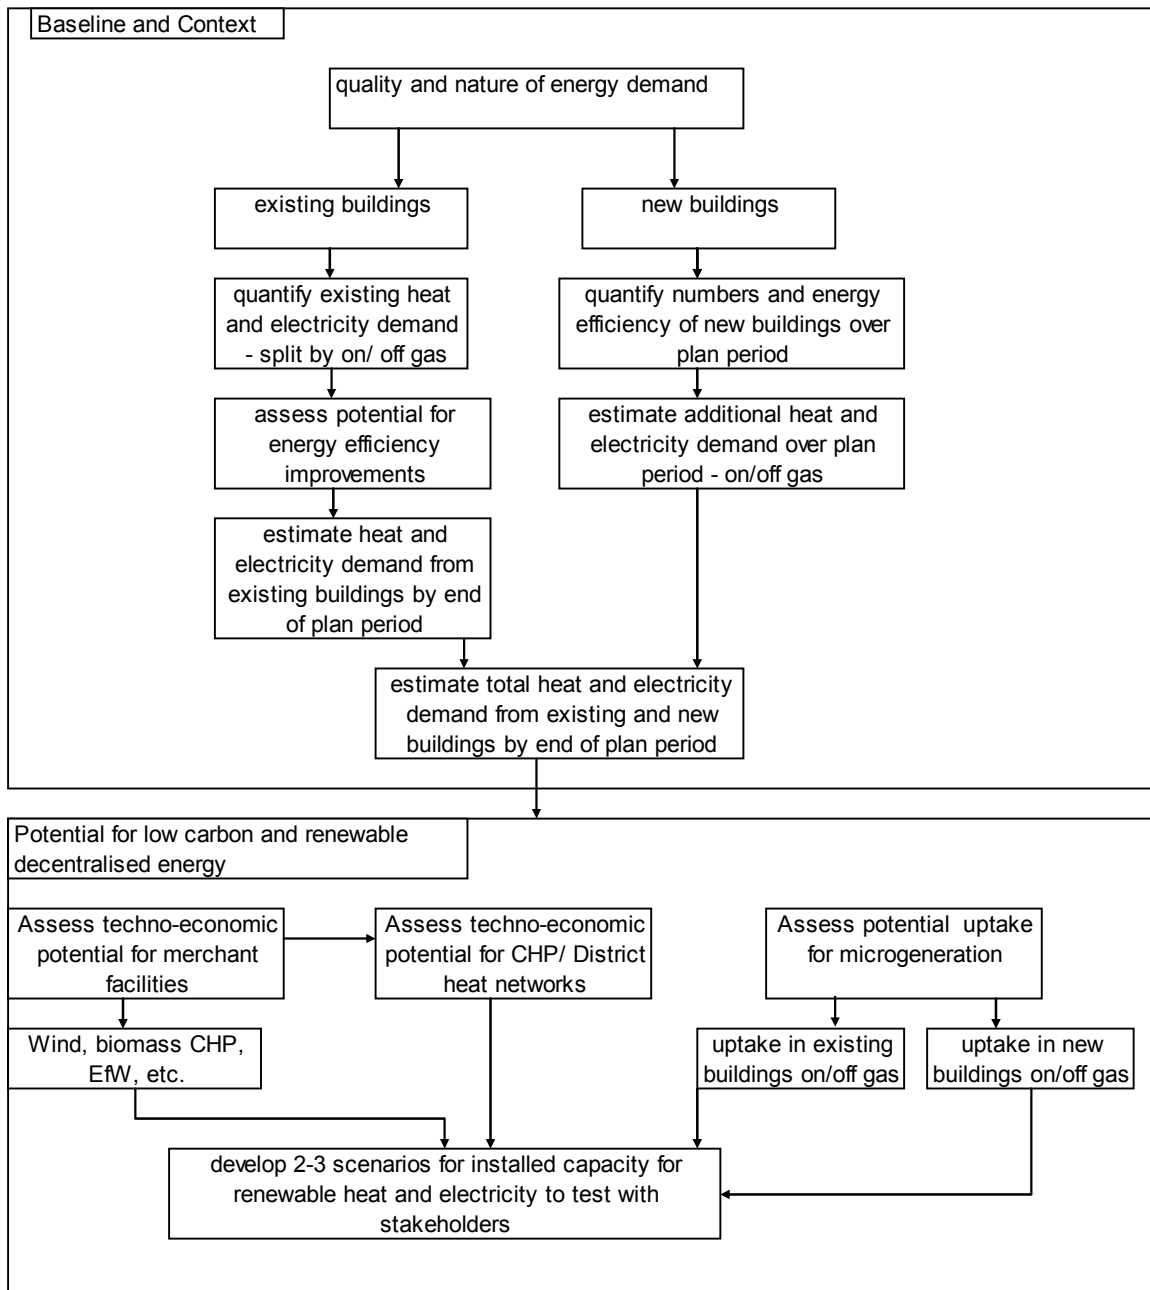 Baseline and Context
quality and nature of energy demand
existing buildings
new buildings
quantify existing heat
and electricity demand
- split by on/ off gas
quantify numbers and energy
efficiency of new buildings over
plan period
assess potential for
energy efficiency
improvements
estimate additional heat and
electricity demand over plan
period - on/off gas
estimate heat and
electricity demand from
existing buildings by end
of plan period
estimate total heat and electricity
demand from existing and new
buildings by end of plan period
Potential for low carbon and renewable
decentralised energy
Assess techno-economic
potential for merchant
facilities
Assess techno-economic
potential for CHP/ District
heat networks
Assess potential  uptake
for microgeneration
Wind, biomass CHP,
EfW, etc.
uptake in existing
buildings on/off gas
uptake in new
buildings on/off gas
develop 2-3 scenarios for installed capacity for
renewable heat and electricity to test with
stakeholders